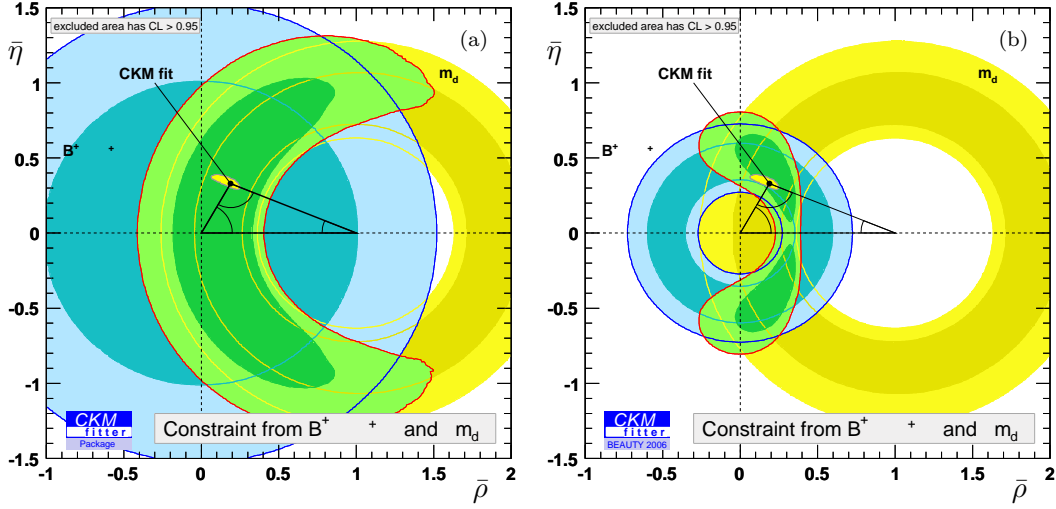 excluded area has CL > 0.95
(a)
CKM fit
m_d
B⁺ ⁺
η̄
1.5
1
0.5
0
-0.5
-1
-1.5
CKM
fitter
Package
Constraint from B⁺ ⁺ and m_d
-1 -0.5 0 0.5 1 1.5 2
ρ̄
excluded area has CL > 0.95
(b)
CKM fit
m_d
B⁺ ⁺
η̄
1.5
1
0.5
0
-0.5
-1
-1.5
CKM
fitter
BEAUTY 2006
Constraint from B⁺ ⁺ and m_d
-1 -0.5 0 0.5 1 1.5 2
ρ̄